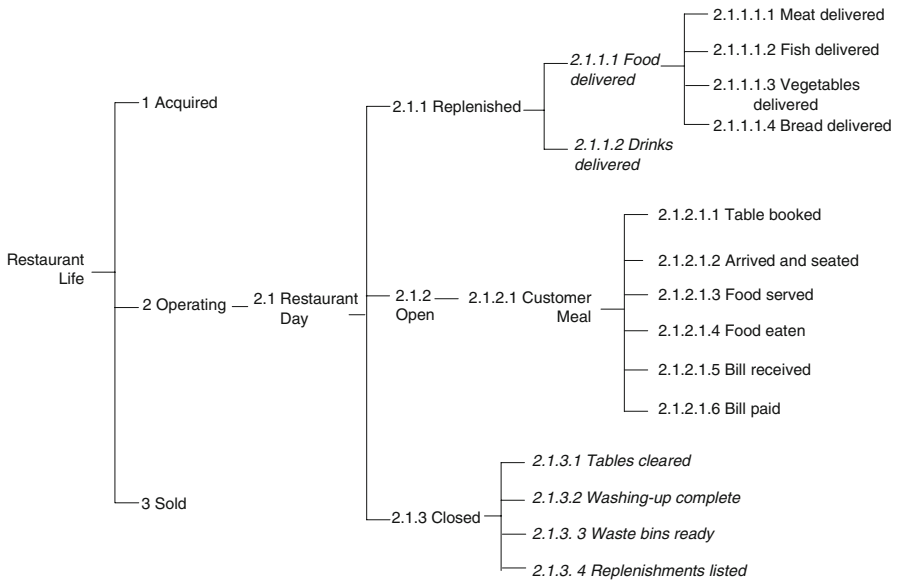 Restaurant
Life
1 Acquired
2 Operating
3 Sold
2.1 Restaurant
Day
2.1.1 Replenished
2.1.1.1 Food
delivered
2.1.1.1.1 Meat delivered
2.1.1.1.2 Fish delivered
2.1.1.1.3 Vegetables
delivered
2.1.1.1.4 Bread delivered
2.1.1.2 Drinks
delivered
2.1.2
Open
2.1.2.1 Customer
Meal
2.1.2.1.1 Table booked
2.1.2.1.2 Arrived and seated
2.1.2.1.3 Food served
2.1.2.1.4 Food eaten
2.1.2.1.5 Bill received
2.1.2.1.6 Bill paid
2.1.3 Closed
2.1.3.1 Tables cleared
2.1.3.2 Washing-up complete
2.1.3. 3 Waste bins ready
2.1.3. 4 Replenishments listed